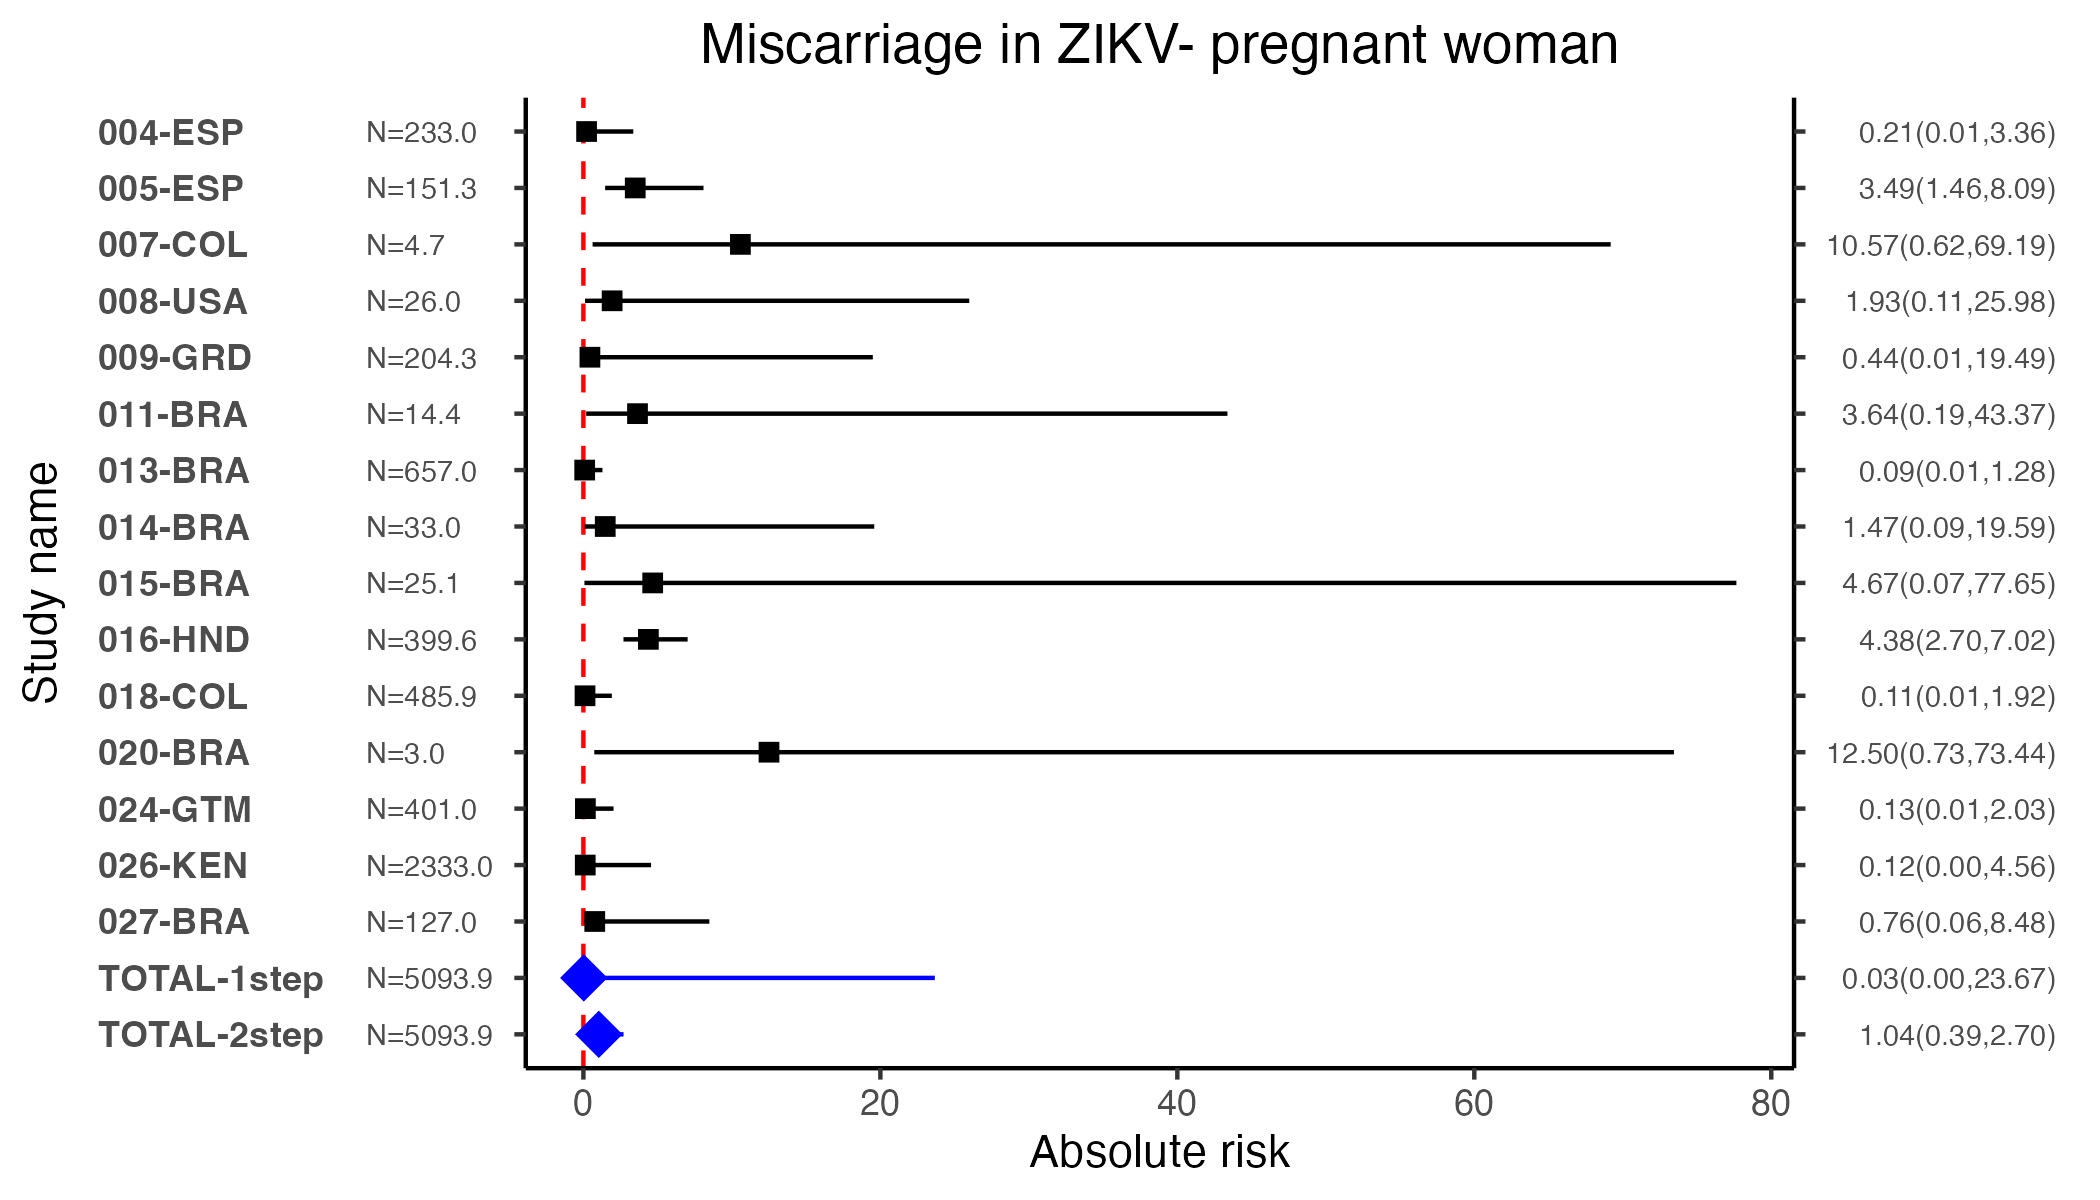 Miscarriage in ZIKV- pregnant woman
Study name
004-ESP N=233.0 0.21(0.01,3.36)
005-ESP N=151.3 3.49(1.46,8.09)
007-COL N=4.7 10.57(0.62,69.19)
008-USA N=26.0 1.93(0.11,25.98)
009-GRD N=204.3 0.44(0.01,19.49)
011-BRA N=14.4 3.64(0.19,43.37)
013-BRA N=657.0 0.09(0.01,1.28)
014-BRA N=33.0 1.47(0.09,19.59)
015-BRA N=25.1 4.67(0.07,77.65)
016-HND N=399.6 4.38(2.70,7.02)
018-COL N=485.9 0.11(0.01,1.92)
020-BRA N=3.0 12.50(0.73,73.44)
024-GTM N=401.0 0.13(0.01,2.03)
026-KEN N=2333.0 0.12(0.00,4.56)
027-BRA N=127.0 0.76(0.06,8.48)
TOTAL-1step N=5093.9 0.03(0.00,23.67)
TOTAL-2step N=5093.9 1.04(0.39,2.70)
0 20 40 60 80
Absolute risk